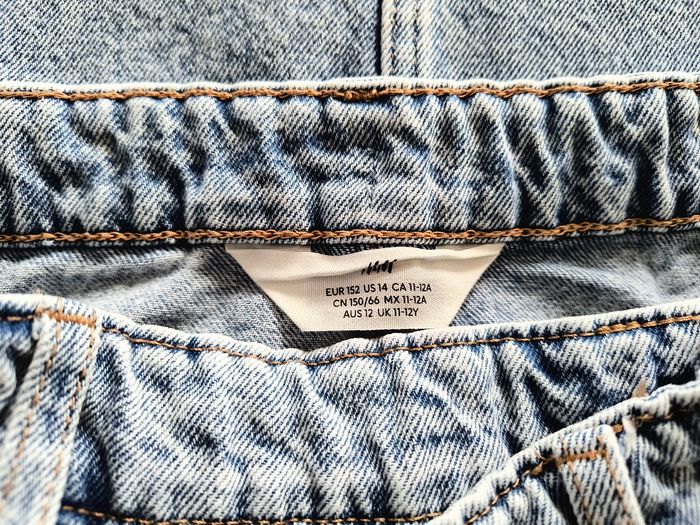 EUR 152 US 14 CA 11-12A
CN 150/66 MX 11-12A
AUS 12 UK 11-12Y